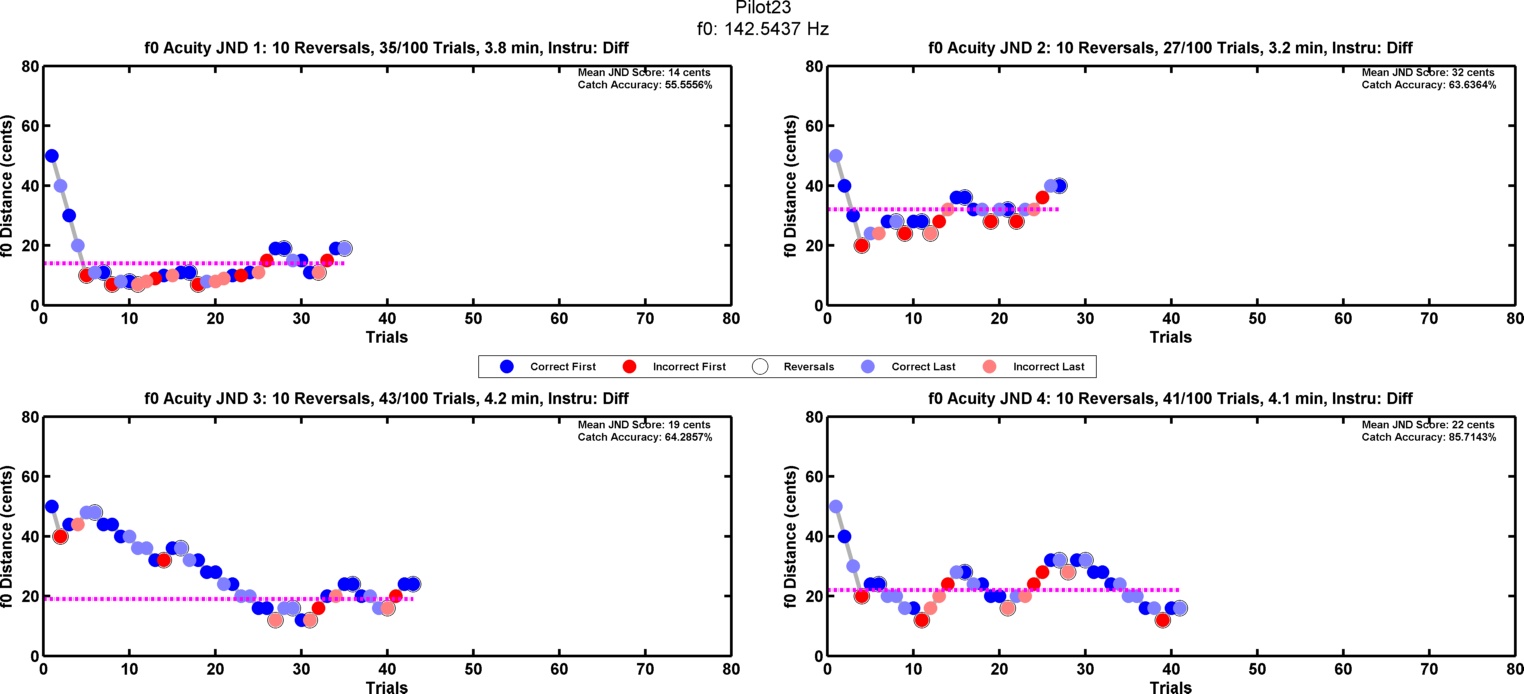 Pilot23
f0: 142.5437 Hz
f0 Acuity JND 1: 10 Reversals, 35/100 Trials, 3.8 min, Instru: Diff
Mean JND Score: 14 cents
Catch Accuracy: 55.5556%
80
60
40
20
0
f0 Distance (cents)
0 10 20 30 40 50 60 70 80
Trials
f0 Acuity JND 2: 10 Reversals, 27/100 Trials, 3.2 min, Instru: Diff
Mean JND Score: 32 cents
Catch Accuracy: 63.6364%
80
60
40
20
0
f0 Distance (cents)
0 10 20 30 40 50 60 70 80
Trials
Correct First Incorrect First Reversals Correct Last Incorrect Last
f0 Acuity JND 3: 10 Reversals, 43/100 Trials, 4.2 min, Instru: Diff
Mean JND Score: 19 cents
Catch Accuracy: 64.2857%
80
60
40
20
0
f0 Distance (cents)
0 10 20 30 40 50 60 70 80
Trials
f0 Acuity JND 4: 10 Reversals, 41/100 Trials, 4.1 min, Instru: Diff
Mean JND Score: 22 cents
Catch Accuracy: 85.7143%
80
60
40
20
0
f0 Distance (cents)
0 10 20 30 40 50 60 70 80
Trials